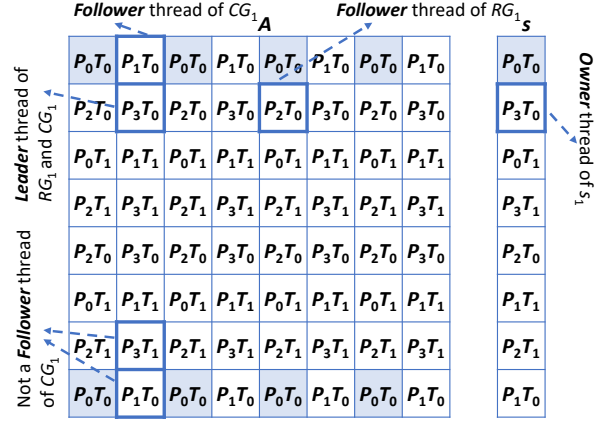 Follower thread of CG₁
Follower thread of RG₁
A
s
P₀T₀ P₁T₀ P₀T₀ P₁T₀ P₀T₀ P₁T₀ P₀T₀ P₁T₀ P₀T₀
P₂T₀ P₃T₀ P₂T₀ P₃T₀ P₂T₀ P₃T₀ P₂T₀ P₃T₀ P₃T₀
P₀T₁ P₁T₁ P₀T₁ P₁T₁ P₀T₁ P₁T₁ P₀T₁ P₁T₁ P₀T₁
P₂T₁ P₃T₁ P₂T₁ P₃T₁ P₂T₁ P₃T₁ P₂T₁ P₃T₁ P₃T₁
P₂T₀ P₃T₀ P₂T₀ P₃T₀ P₂T₀ P₃T₀ P₂T₀ P₃T₀ P₂T₀
P₀T₁ P₁T₁ P₀T₁ P₁T₁ P₀T₁ P₁T₁ P₀T₁ P₁T₁ P₁T₁
P₂T₁ P₃T₁ P₂T₁ P₃T₁ P₂T₁ P₃T₁ P₂T₁ P₃T₁ P₂T₁
P₀T₀ P₁T₀ P₀T₀ P₁T₀ P₀T₀ P₁T₀ P₀T₀ P₁T₀ P₁T₀
Leader thread of
RG₁ and CG₁
Not a Follower thread
of CG₁
Owner thread
of s₁